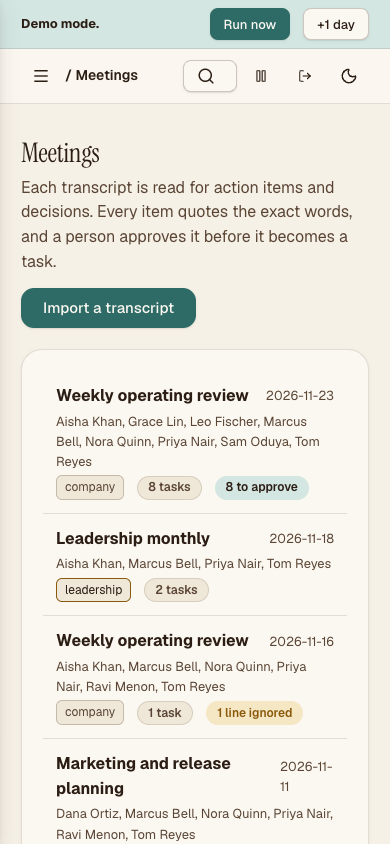 Demo mode.
Run now
+1 day
/ Meetings
Meetings
Each transcript is read for action items and
decisions. Every item quotes the exact words,
and a person approves it before it becomes a
task.
Import a transcript
Weekly operating review
2026-11-23
Aisha Khan, Grace Lin, Leo Fischer, Marcus
Bell, Nora Quinn, Priya Nair, Sam Oduya, Tom
Reyes
company
8 tasks
8 to approve
Leadership monthly
2026-11-18
Aisha Khan, Marcus Bell, Priya Nair, Tom Reyes
leadership
2 tasks
Weekly operating review
2026-11-16
Aisha Khan, Marcus Bell, Nora Quinn, Priya
Nair, Ravi Menon, Tom Reyes
company
1 task
1 line ignored
Marketing and release
planning
2026-11-
11
Dana Ortiz, Marcus Bell, Nora Quinn, Priya Nair,
Ravi Menon, Tom Reyes